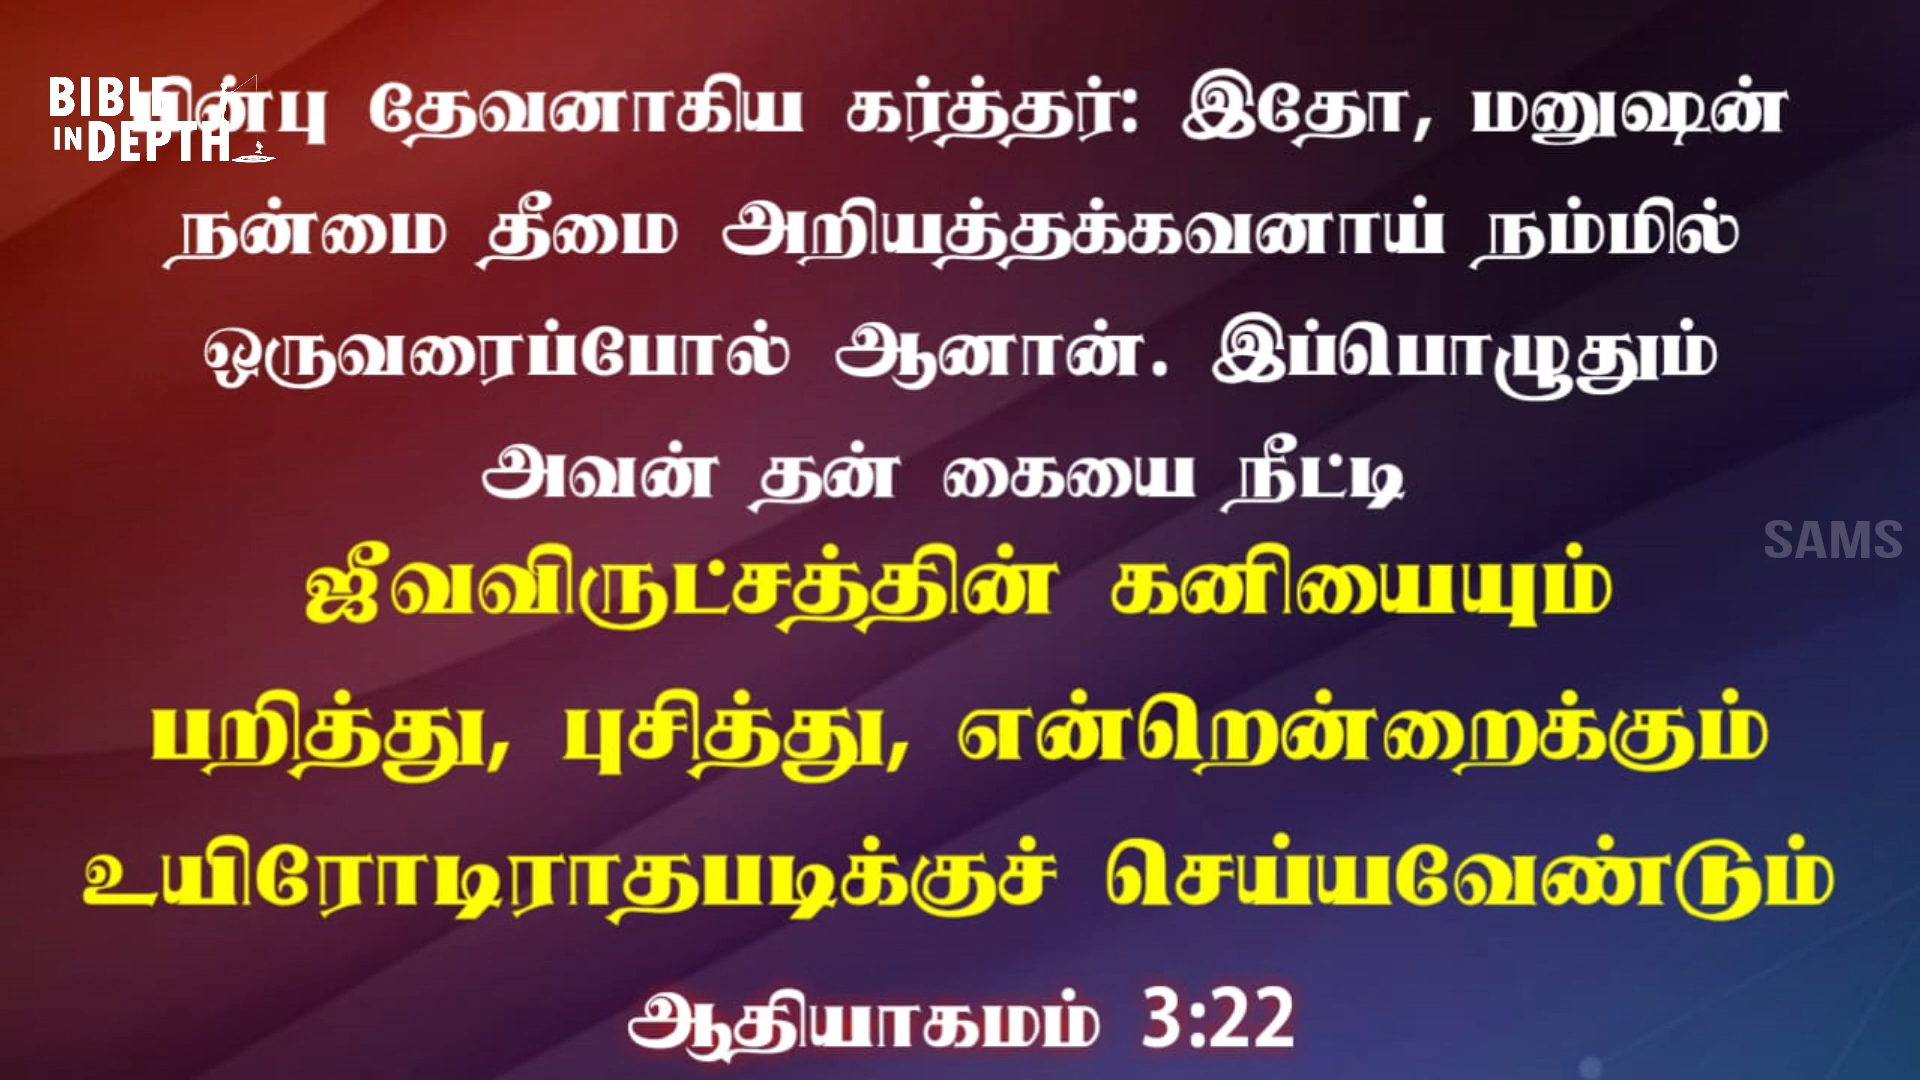 BIBLE
IN DEPTH
பின்பு தேவனாகிய கர்த்தர்: இதோ, மனுஷன்
நன்மை தீமை அறியத்தக்கவனாய் நம்மில்
ஒருவரைப்போல் ஆனான். இப்பொழுதும்
அவன் தன் கையை நீட்டி
ஜீவவிருட்சத்தின் கனியையும்
பறித்து, புசித்து, என்றென்றைக்கும்
உயிரோடிராதபடிக்குச் செய்யவேண்டும்
ஆதியாகமம் 3:22
SAMS